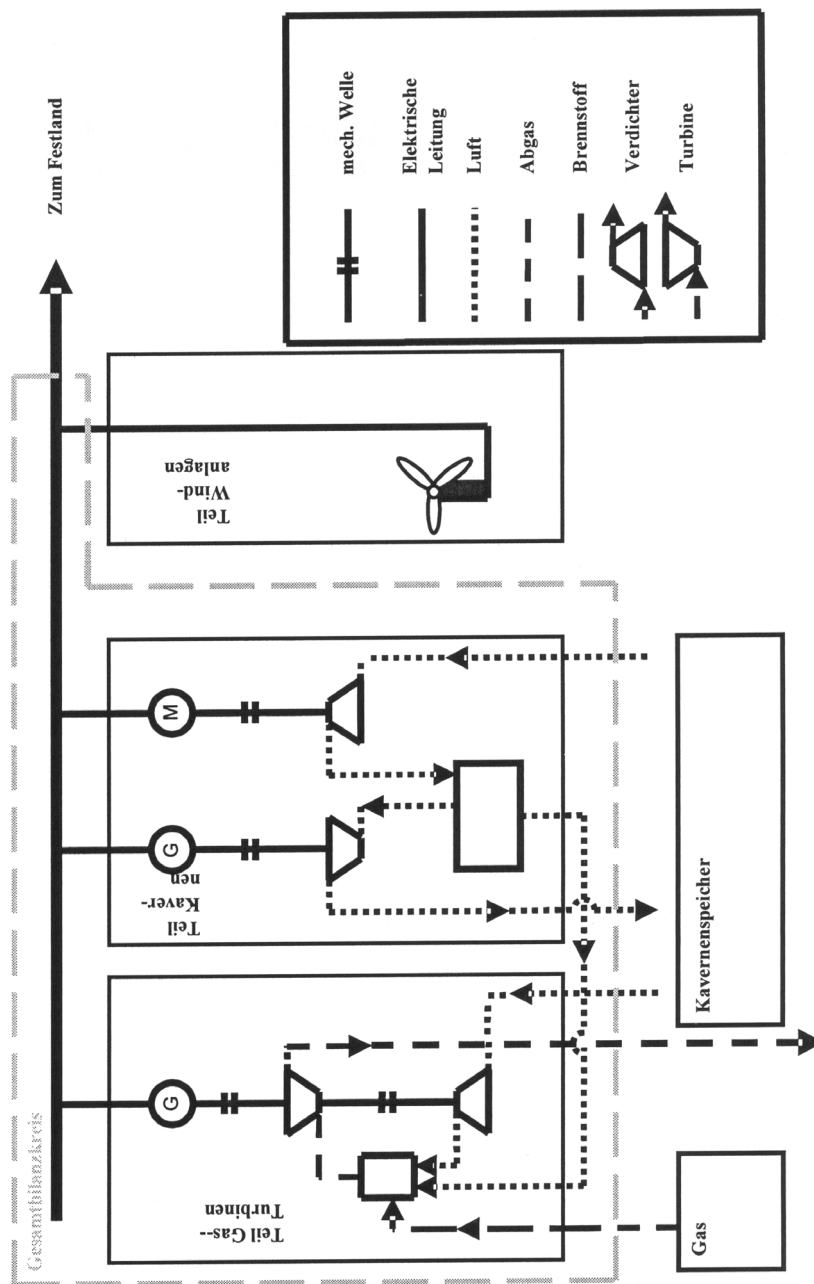 Gesamtbilanzkreis
Zum Festland
Teil Gas--
Turbinen
G
Teil
Kaver-
nen
G
M
Teil
Wind-
anlagen
Gas
Kavernenspeicher
mech. Welle
Elektrische
Leitung
Luft
Abgas
Brennstoff
Verdichter
Turbine